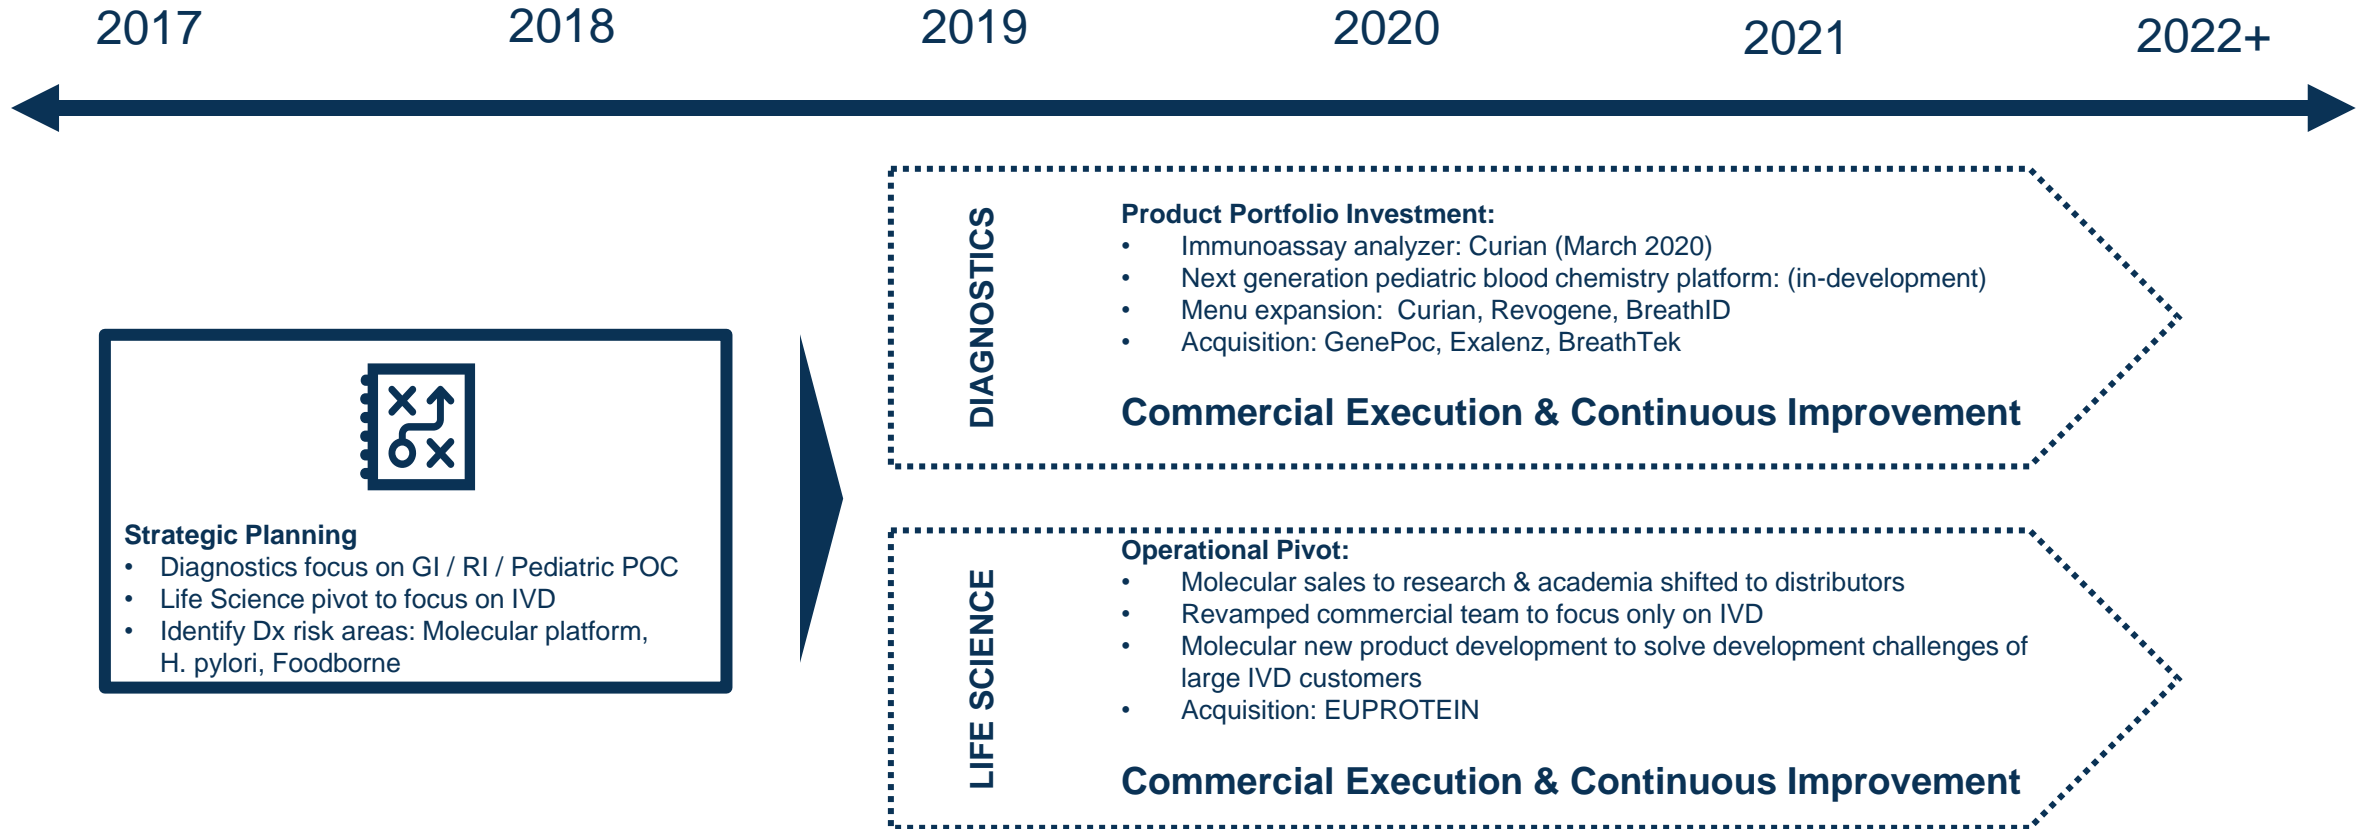 2017 2018 2019 2020 2021 2022+
Strategic Planning
• Diagnostics focus on GI / RI / Pediatric POC
• Life Science pivot to focus on IVD
• Identify Dx risk areas: Molecular platform,
H. pylori, Foodborne
DIAGNOSTICS
Product Portfolio Investment:
• Immunoassay analyzer: Curian (March 2020)
• Next generation pediatric blood chemistry platform: (in-development)
• Menu expansion: Curian, Revogene, BreathID
• Acquisition: GenePoc, Exalenz, BreathTek
Commercial Execution & Continuous Improvement
LIFE SCIENCE
Operational Pivot:
• Molecular sales to research & academia shifted to distributors
• Revamped commercial team to focus only on IVD
• Molecular new product development to solve development challenges of
large IVD customers
• Acquisition: EUPROTEIN
Commercial Execution & Continuous Improvement